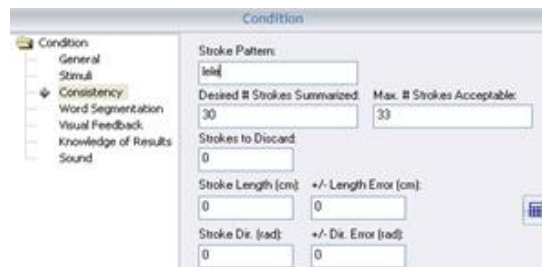 Condition
Condition
General
Stimuli
Consistency
Word Segmentation
Visual Feedback
Knowledge of Results
Sound
Stroke Pattern:
lelel
Desired # Strokes Summarized: Max. # Strokes Acceptable:
30 33
Strokes to Discard:
0
Stroke Length (cm): +/- Length Error (cm):
0 0
Stroke Dir. (rad): +/- Dir. Error (rad):
0 0